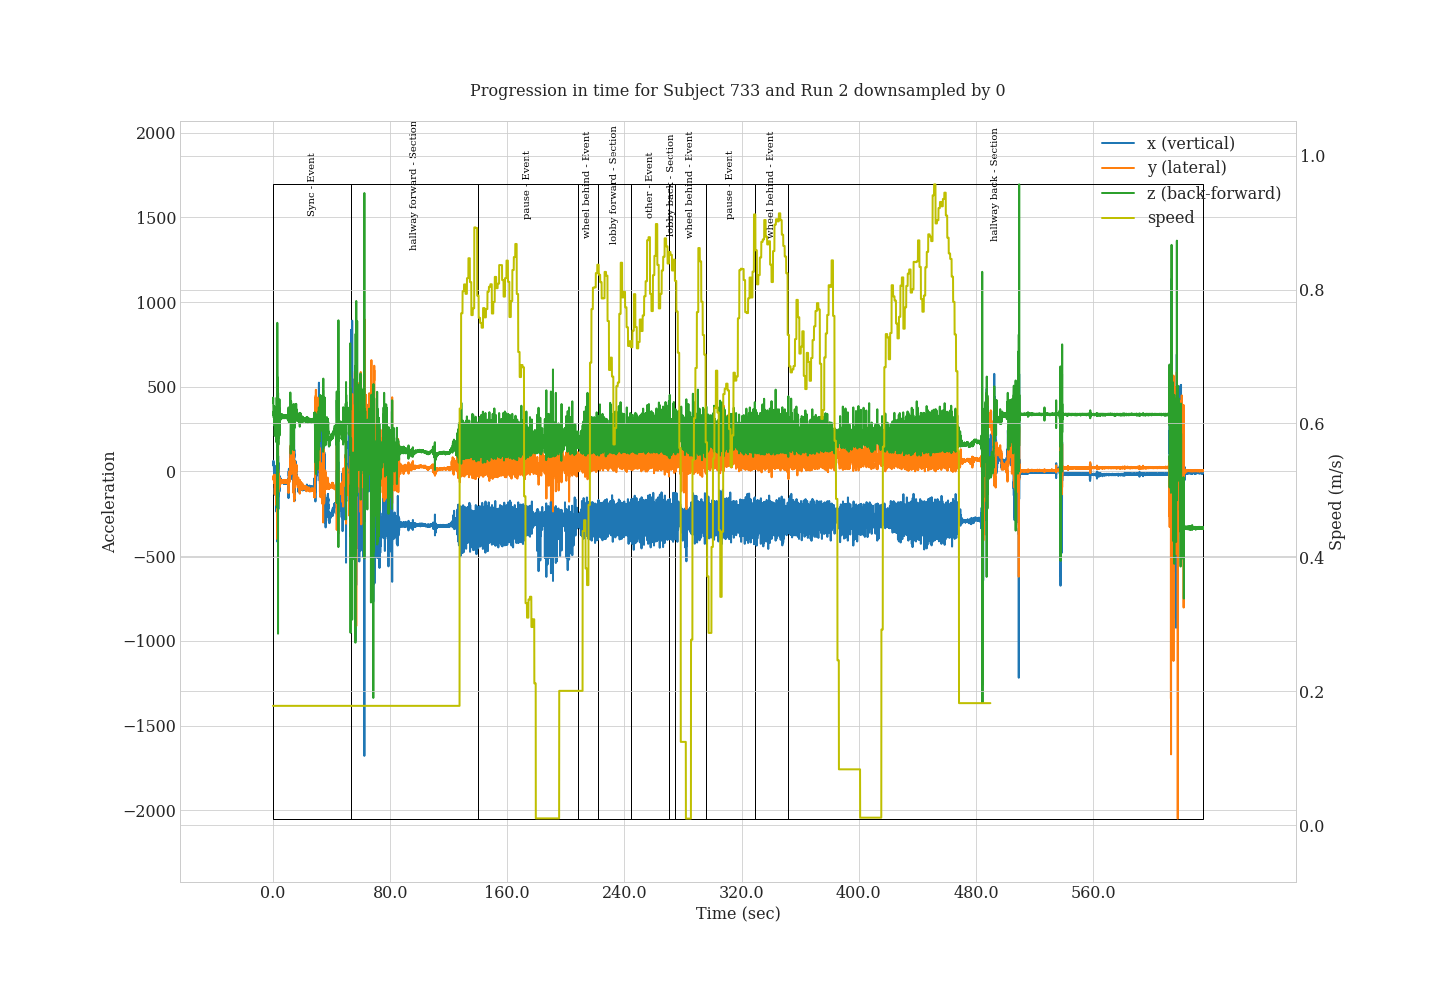 Progression in time for Subject 733 and Run 2 downsampled by 0
2000
1500
1000
500
0
−500
−1000
−1500
−2000
Acceleration
Sync - Event
hallway forward - Section
pause - Event
wheel behind - Event
lobby forward - Section
other - Event
lobby back - Section
wheel behind - Event
pause - Event
wheel behind - Event
hallway back - Section
x (vertical)
y (lateral)
z (back-forward)
speed
1.0
0.8
0.6
0.4
0.2
0.0
Speed (m/s)
0.0 80.0 160.0 240.0 320.0 400.0 480.0 560.0
Time (sec)